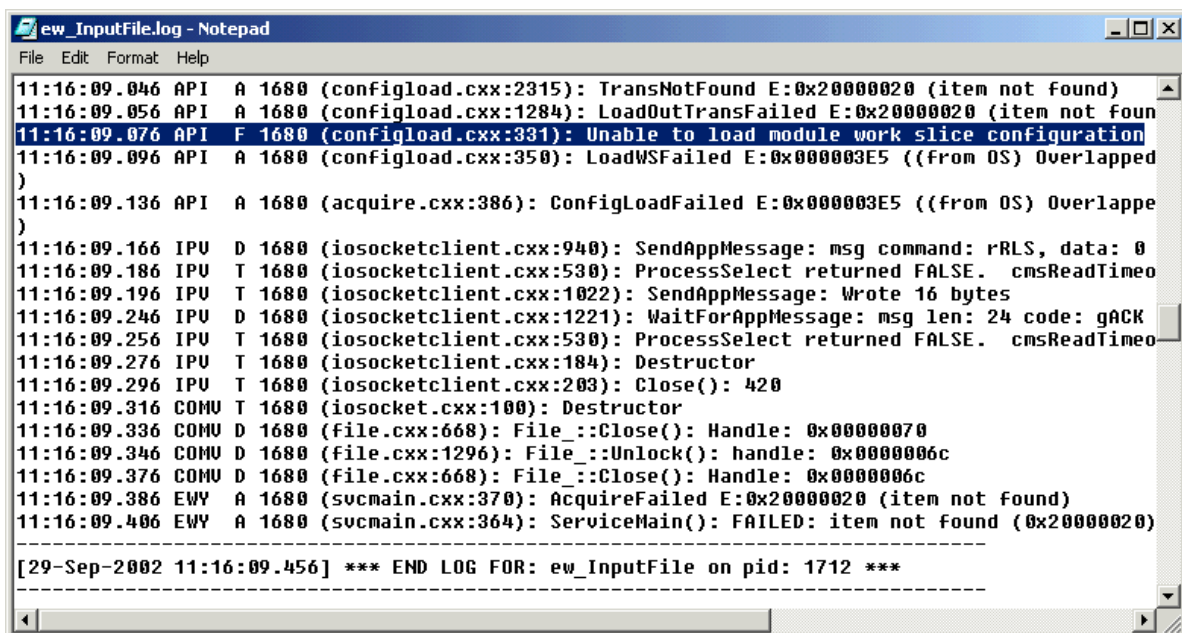 ew_InputFile.log - Notepad
File Edit Format Help
11:16:09.046 API A 1680 (configload.cxx:2315): TransNotFound E:0x20000020 (item not found)
11:16:09.056 API A 1680 (configload.cxx:1284): LoadOutTransFailed E:0x20000020 (item not foun
11:16:09.076 API F 1680 (configload.cxx:331): Unable to load module work slice configuration
11:16:09.096 API A 1680 (configload.cxx:350): LoadWSFailed E:0x000003E5 ((from OS) Overlapped
)
11:16:09.136 API A 1680 (acquire.cxx:386): ConfigLoadFailed E:0x000003E5 ((from OS) Overlappe
)
11:16:09.166 IPV D 1680 (iosocketclient.cxx:940): SendAppMessage: msg command: rRLS, data: 0
11:16:09.186 IPV T 1680 (iosocketclient.cxx:530): ProcessSelect returned FALSE. cmsReadTimeo
11:16:09.196 IPV T 1680 (iosocketclient.cxx:1022): SendAppMessage: Wrote 16 bytes
11:16:09.246 IPV D 1680 (iosocketclient.cxx:1221): WaitForAppMessage: msg len: 24 code: gACK
11:16:09.256 IPV T 1680 (iosocketclient.cxx:530): ProcessSelect returned FALSE. cmsReadTimeo
11:16:09.276 IPV T 1680 (iosocketclient.cxx:184): Destructor
11:16:09.296 IPV T 1680 (iosocketclient.cxx:203): Close(): 420
11:16:09.316 COMV T 1680 (iosocket.cxx:100): Destructor
11:16:09.336 COMV D 1680 (file.cxx:668): File_::Close(): Handle: 0x00000070
11:16:09.346 COMV D 1680 (file.cxx:1296): File_::Unlock(): handle: 0x0000006c
11:16:09.376 COMV D 1680 (file.cxx:668): File_::Close(): Handle: 0x0000006c
11:16:09.386 EWY A 1680 (svcmain.cxx:370): AcquireFailed E:0x20000020 (item not found)
11:16:09.406 EWY A 1680 (svcmain.cxx:364): ServiceMain(): FAILED: item not found (0x20000020)
--------------------------------------------------------------------------------
[29-Sep-2002 11:16:09.456] *** END LOG FOR: ew_InputFile on pid: 1712 ***
--------------------------------------------------------------------------------